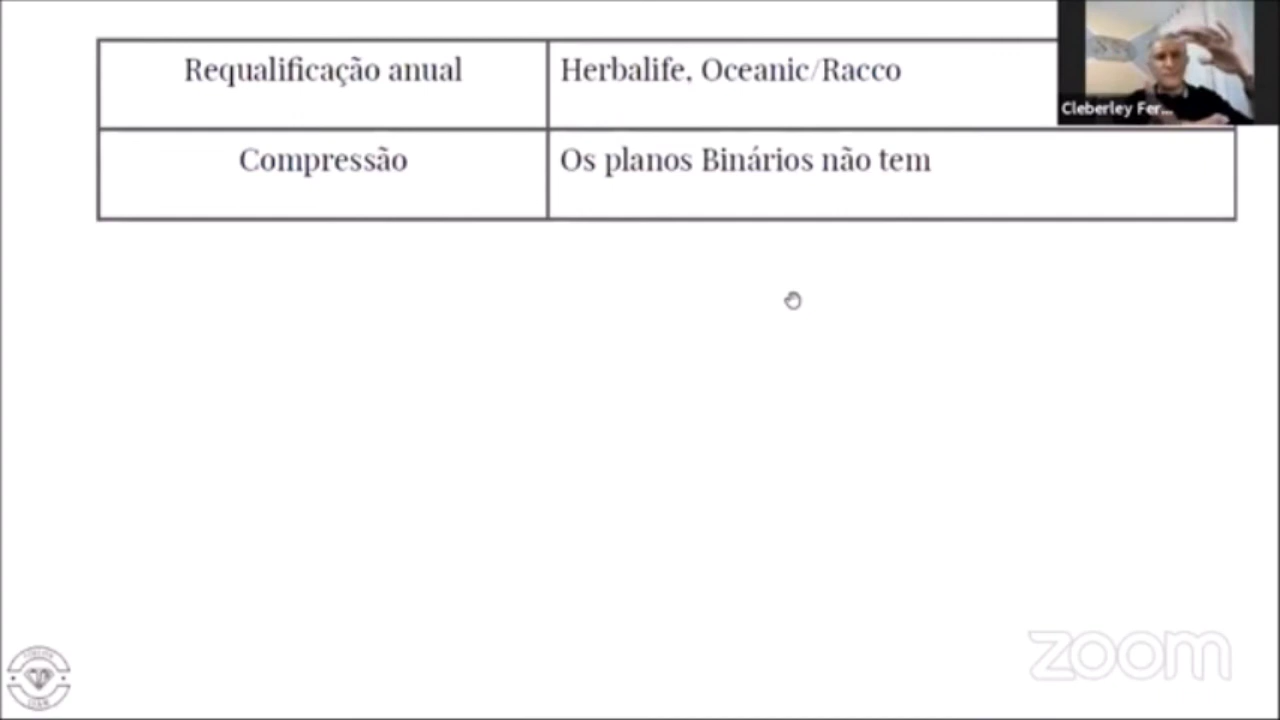 Requalificação anual
Herbalife, Oceanic/Racco
Cleberley Fer...
Compressão
Os planos Binários não tem
zoom